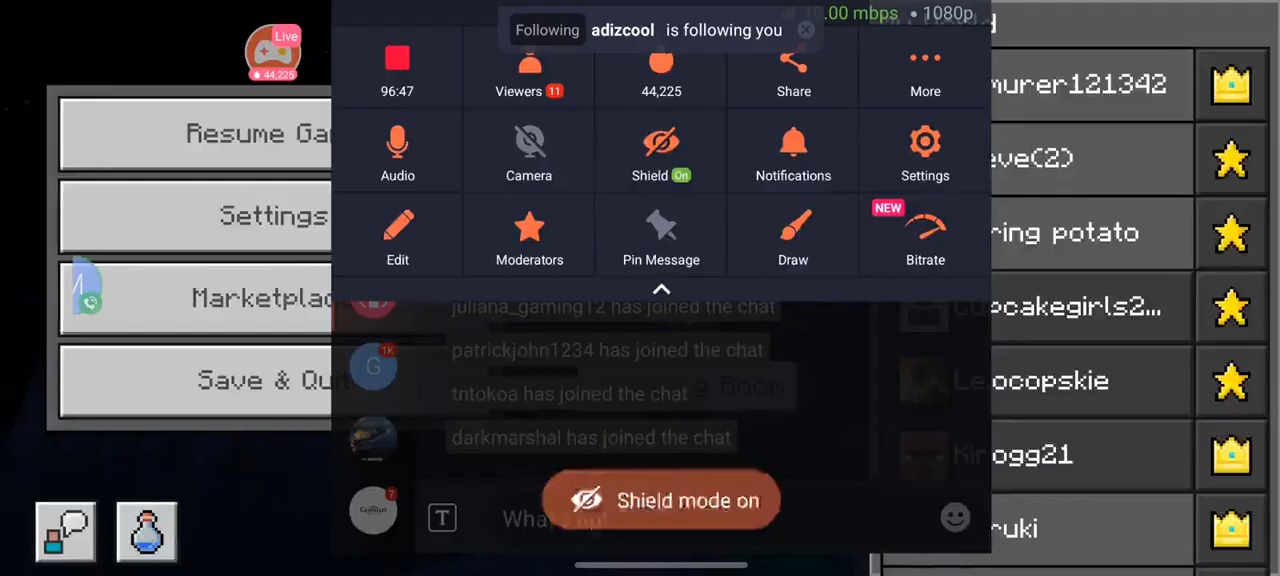 Live
44,225
.00 mbps • 1080p
Following adizcool is following you
96:47
Viewers 11
44,225
Share
More
Audio
Camera
Shield On
Notifications
Settings
Edit
Moderators
Pin Message
Draw
NEW
Bitrate
Resume
Settings
Save &
juliana_gaming12 has joined the chat
patrickjohn1234 has joined the chat
tntokoa has joined the chat
darkmarshal has joined the chat
G
1K
7
T
Shield mode on
murer121342
eve(2)
ring potato
pcakegirls2...
ocopskie
ogg21
ruki